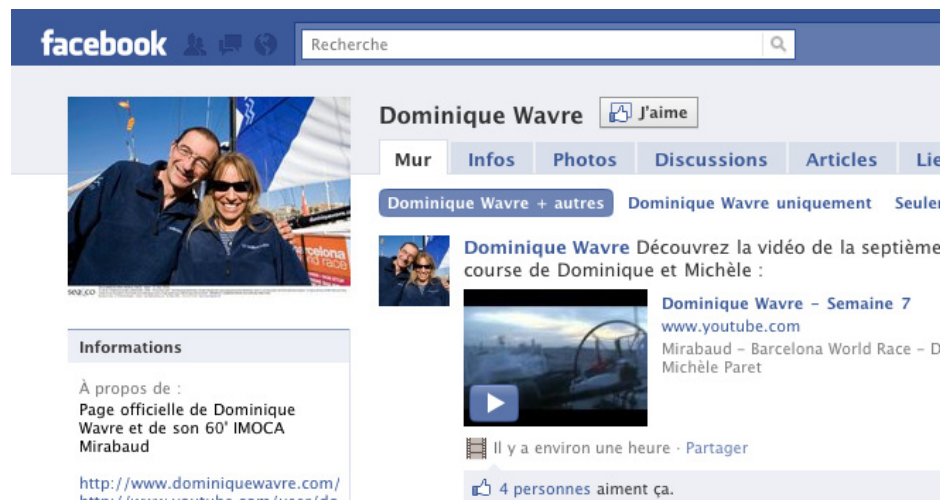 facebook
Recherche
Dominique Wavre
J'aime
Mur
Infos
Photos
Discussions
Articles
Dominique Wavre + autres
Dominique Wavre uniquement
Dominique Wavre Découvrez la vidéo de la septième
course de Dominique et Michèle :
Dominique Wavre – Semaine 7
www.youtube.com
Mirabaud – Barcelona World Race – D
Michèle Paret
Il y a environ une heure · Partager
4 personnes aiment ça.
Informations
À propos de :
Page officielle de Dominique
Wavre et de son 60' IMOCA
Mirabaud
http://www.dominiquewavre.com/